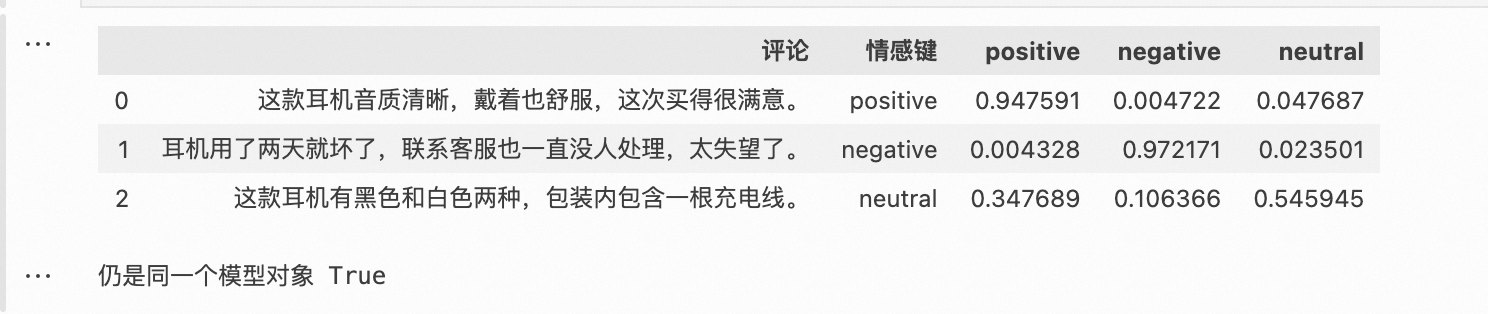 评论 情感键 positive negative neutral
0 这款耳机音质清晰，戴着也舒服，这次买得很满意。 positive 0.947591 0.004722 0.047687
1 耳机用了两天就坏了，联系客服也一直没人处理，太失望了。 negative 0.004328 0.972171 0.023501
2 这款耳机有黑色和白色两种，包装内包含一根充电线。 neutral 0.347689 0.106366 0.545945
仍是同一个模型对象 True